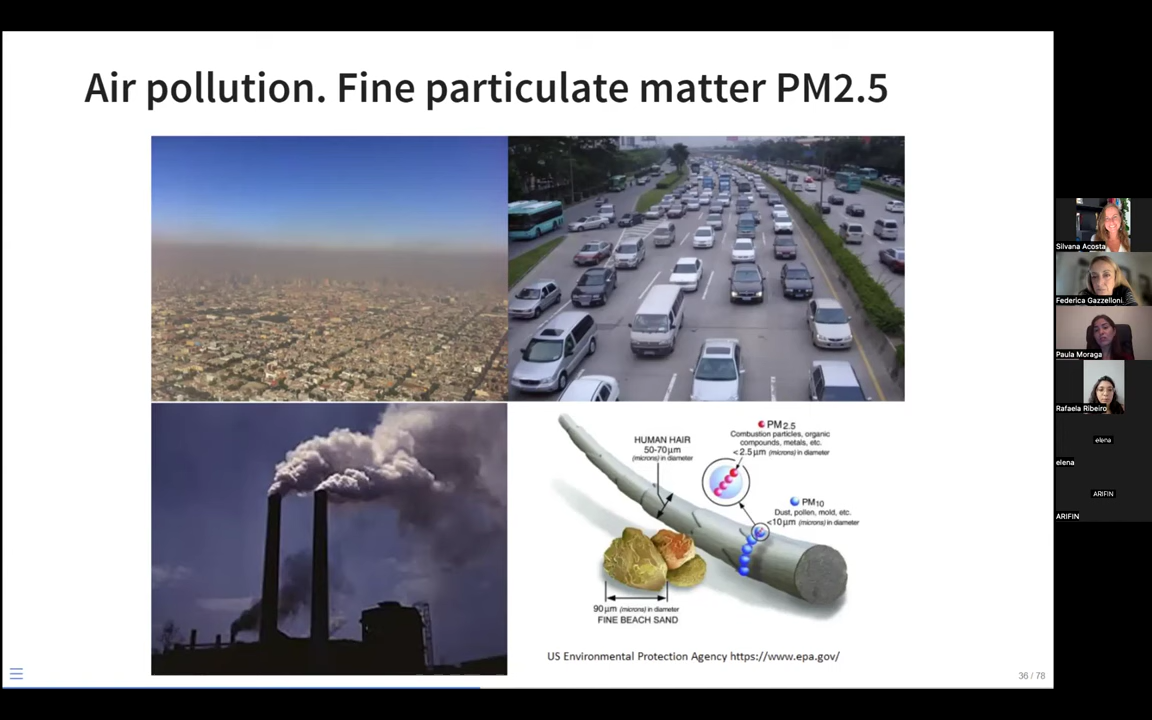 Air pollution. Fine particulate matter PM2.5
HUMAN HAIR
50-70μm
(microns) in diameter
PM2.5
Combustion particles, organic
compounds, metals, etc.
<2.5μm (microns) in diameter
PM10
Dust, pollen, mold, etc.
<10μm (microns) in diameter
90μm (microns) in diameter
FINE BEACH SAND
US Environmental Protection Agency https://www.epa.gov/
36 / 78
Silvana Acosta
Federica Gazzelloni
Paula Moraga
Rafaela Ribeiro
elena
elena
ARIFIN
ARIFIN